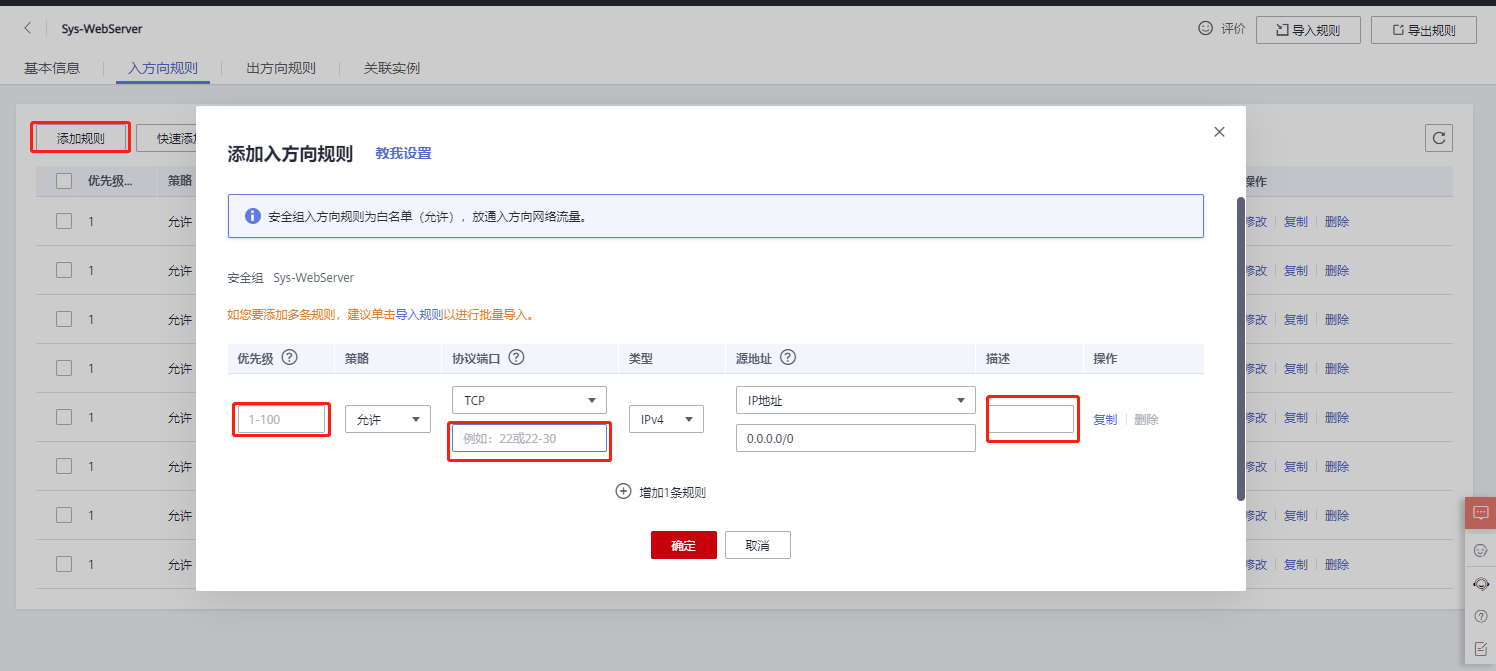 Sys-WebServer
评价
导入规则
导出规则
基本信息
入方向规则
出方向规则
关联实例
添加规则
快速添加
优先级...
策略
操作
1
允许
修改
复制
删除
1
允许
修改
复制
删除
1
允许
修改
复制
删除
1
允许
修改
复制
删除
1
允许
修改
复制
删除
1
允许
修改
复制
删除
1
允许
修改
复制
删除
1
允许
修改
复制
删除
添加入方向规则
教我设置
安全组入方向规则为白名单（允许），放通入方向网络流量。
安全组 Sys-WebServer
如您要添加多条规则，建议单击导入规则以进行批量导入。
优先级
策略
协议端口
类型
源地址
描述
操作
1-100
允许
TCP
例如：22或22-30
IPv4
IP地址
0.0.0.0/0
复制
删除
增加1条规则
确定
取消